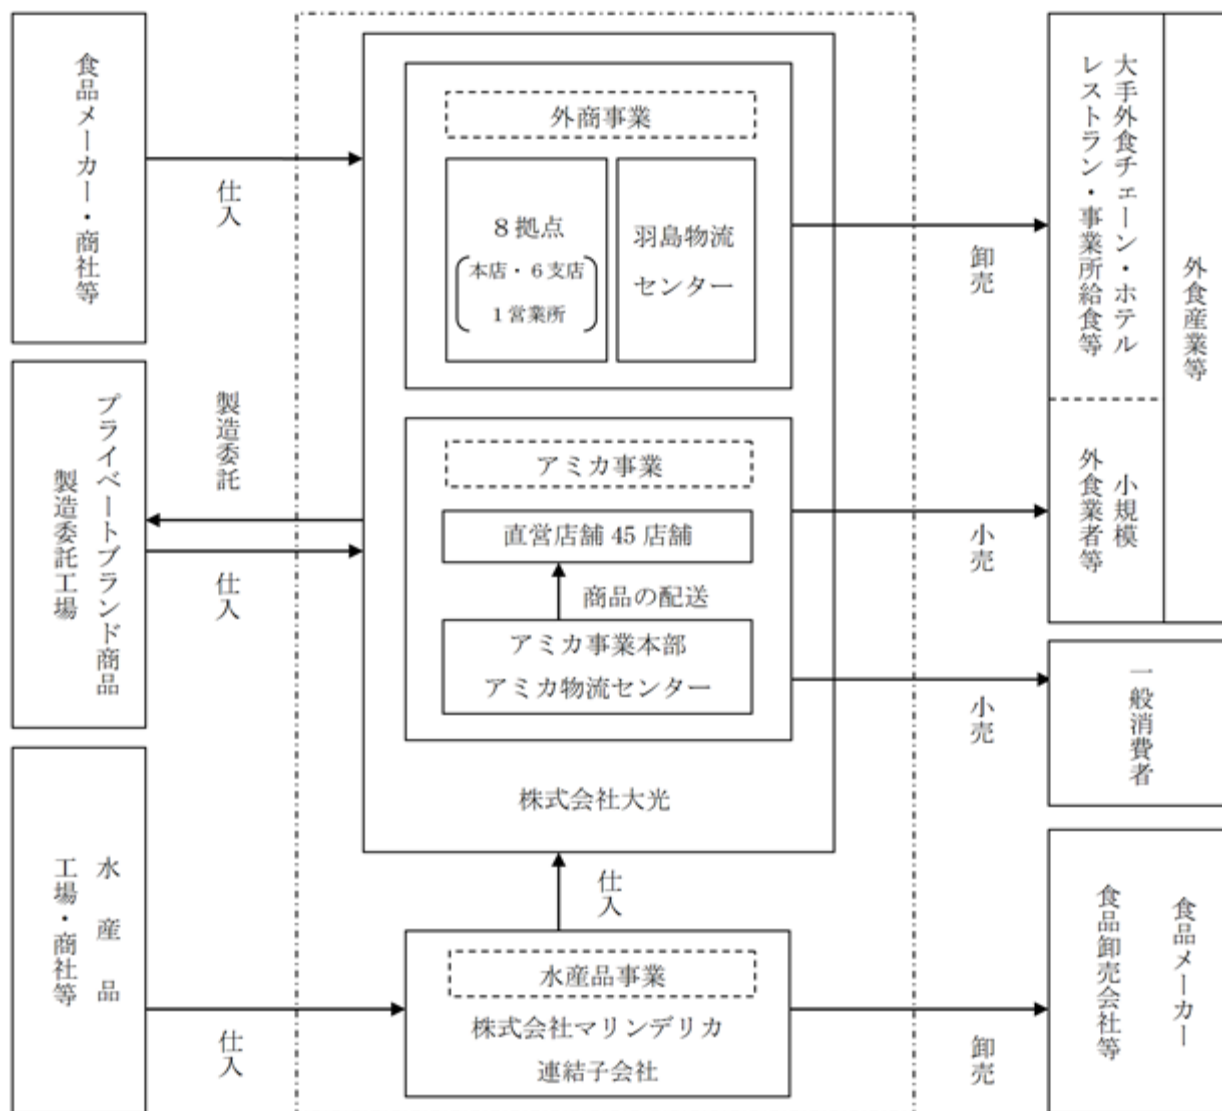 食品メーカー・商社等
仕入
外商事業
8拠点
本店・6支店
1営業所
羽島物流
センター
卸売
大手外食チェーン・ホテル
レストラン・事業所給食等
外食産業等
プライベートブランド商品
製造委託工場
製造委託
仕入
アミカ事業
直営店舗 45 店舗
商品の配送
アミカ事業本部
アミカ物流センター
小売
小規模
外食業者等
小売
一般消費者
株式会社大光
仕入
水産品
工場・商社等
仕入
水産品事業
株式会社マリンデリカ
連結子会社
卸売
食品メーカー
食品卸売会社等